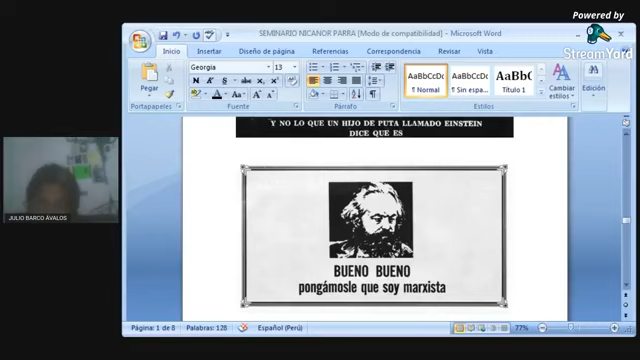 Powered by
StreamYard
SEMINARIO NICANOR PARRA [Modo de compatibilidad] - Microsoft Word
Inicio Insertar Diseño de página Referencias Correspondencia Revisar Vista
Georgia 13
Pegar
AaBbCcDc AaBbCcDc AaBbC
¶ Normal ¶ Sin espa... Título 1
Cambiar estilos
Edición
Portapapeles Fuente Párrafo Estilos
Y NO LO QUE UN HIJO DE PUTA LLAMADO EINSTEIN
DICE QUE ES
BUENO BUENO
pongámosle que soy marxista
JULIO BARCO ÁVALOS
Página: 1 de 8 Palabras: 128 Español (Perú) 77%